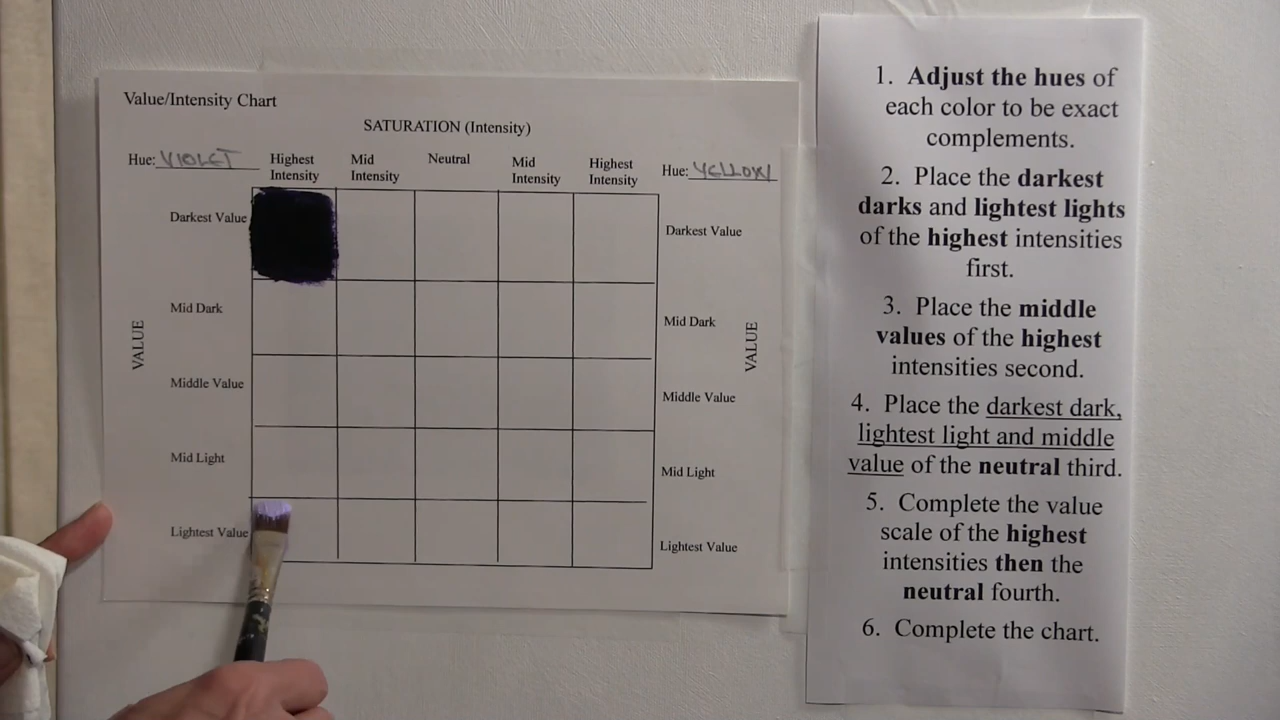 Value/Intensity Chart
SATURATION (Intensity)
Hue: VIOLET
Highest Intensity
Mid Intensity
Neutral
Mid Intensity
Highest Intensity
Hue: YELLOW
Darkest Value
Darkest Value
Mid Dark
Mid Dark
VALUE
VALUE
Middle Value
Middle Value
Mid Light
Mid Light
Lightest Value
Lightest Value
1. Adjust the hues of
each color to be exact
complements.
2. Place the darkest
darks and lightest lights
of the highest intensities
first.
3. Place the middle
values of the highest
intensities second.
4. Place the darkest dark,
lightest light and middle
value of the neutral third.
5. Complete the value
scale of the highest
intensities then the
neutral fourth.
6. Complete the chart.